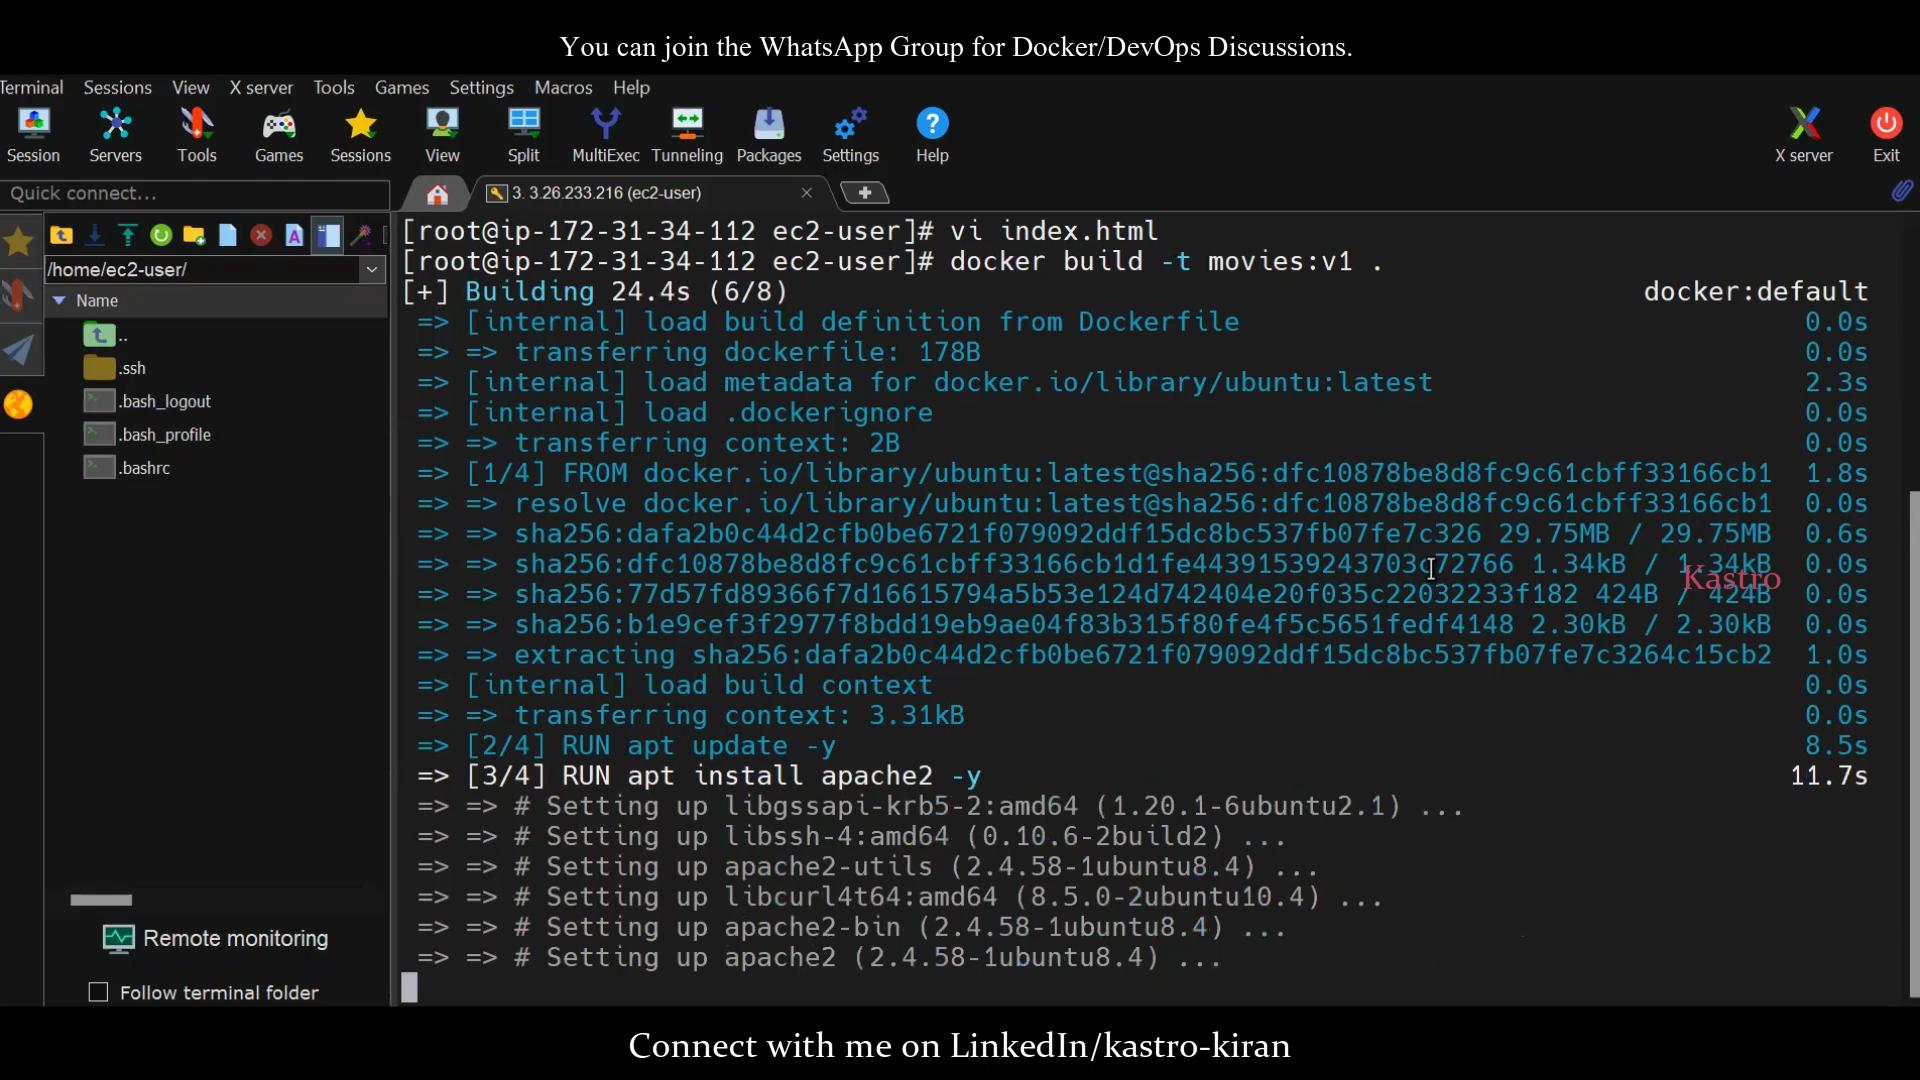 You can join the WhatsApp Group for Docker/DevOps Discussions.
Terminal Sessions View X server Tools Games Settings Macros Help
Session Servers Tools Games Sessions View Split MultiExec Tunneling Packages Settings Help X server Exit
Quick connect...
3. 3.26.233.216 (ec2-user)
/home/ec2-user/
Name
..
.ssh
.bash_logout
.bash_profile
.bashrc
Remote monitoring
Follow terminal folder
[root@ip-172-31-34-112 ec2-user]# vi index.html
[root@ip-172-31-34-112 ec2-user]# docker build -t movies:v1 .
[+] Building 24.4s (6/8) docker:default
=> [internal] load build definition from Dockerfile 0.0s
=> => transferring dockerfile: 178B 0.0s
=> [internal] load metadata for docker.io/library/ubuntu:latest 2.3s
=> [internal] load .dockerignore 0.0s
=> => transferring context: 2B 0.0s
=> [1/4] FROM docker.io/library/ubuntu:latest@sha256:dfc10878be8d8fc9c61cbff33166cb1 1.8s
=> => resolve docker.io/library/ubuntu:latest@sha256:dfc10878be8d8fc9c61cbff33166cb1 0.0s
=> => sha256:dafa2b0c44d2cfb0be6721f079092ddf15dc8bc537fb07fe7c326 29.75MB / 29.75MB 0.6s
=> => sha256:dfc10878be8d8fc9c61cbff33166cb1d1fe44391539243703c72766 1.34kB / 1.34kB 0.0s
Kastro
=> => sha256:77d57fd89366f7d16615794a5b53e124d742404e20f035c22032233f182 424B / 424B 0.0s
=> => sha256:b1e9cef3f2977f8bdd19eb9ae04f83b315f80fe4f5c5651fedf4148 2.30kB / 2.30kB 0.0s
=> => extracting sha256:dafa2b0c44d2cfb0be6721f079092ddf15dc8bc537fb07fe7c3264c15cb2 1.0s
=> [internal] load build context 0.0s
=> => transferring context: 3.31kB 0.0s
=> [2/4] RUN apt update -y 8.5s
=> [3/4] RUN apt install apache2 -y 11.7s
=> => # Setting up libgssapi-krb5-2:amd64 (1.20.1-6ubuntu2.1) ...
=> => # Setting up libssh-4:amd64 (0.10.6-2build2) ...
=> => # Setting up apache2-utils (2.4.58-1ubuntu8.4) ...
=> => # Setting up libcurl4t64:amd64 (8.5.0-2ubuntu10.4) ...
=> => # Setting up apache2-bin (2.4.58-1ubuntu8.4) ...
=> => # Setting up apache2 (2.4.58-1ubuntu8.4) ...
Connect with me on LinkedIn/kastro-kiran